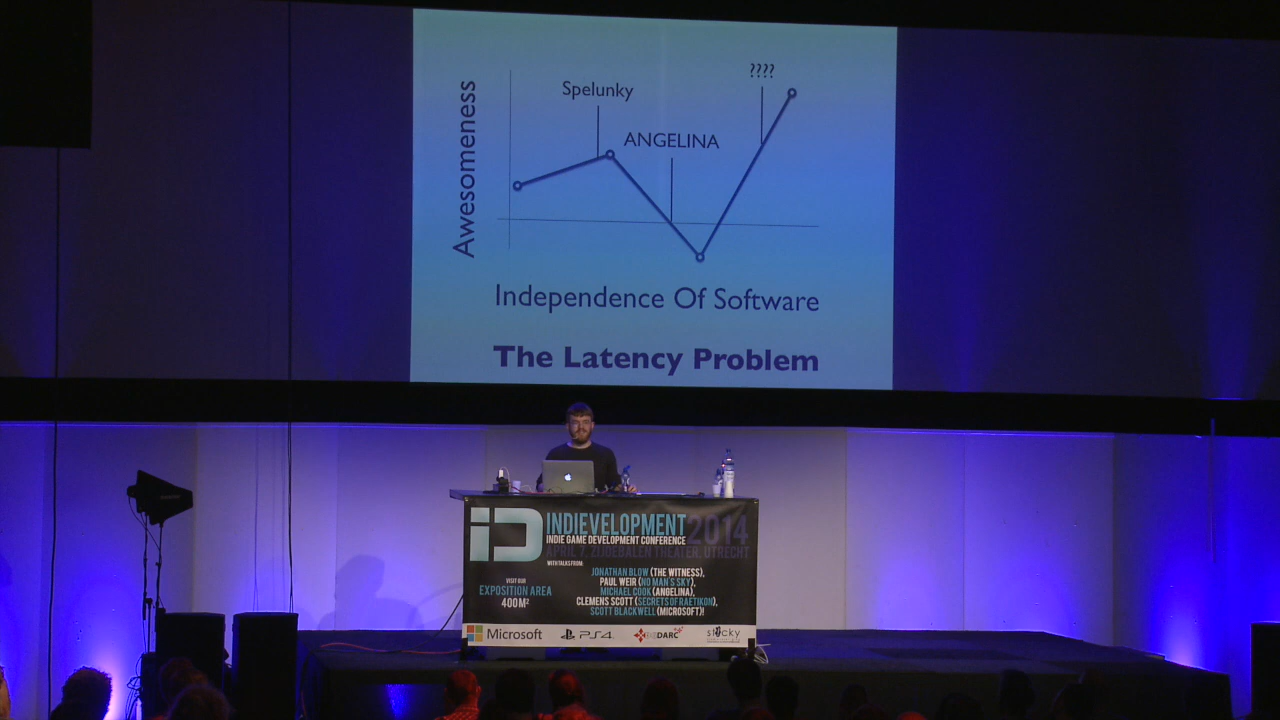 ????
Spelunky
ANGELINA
Awesomeness
Independence Of Software
The Latency Problem
iD
INDIEVELOPMENT 2014
INDIE GAME DEVELOPMENT CONFERENCE
APRIL 7, ZIJDEBALEN THEATER, UTRECHT
WITH TALKS FROM:
JONATHAN BLOW (THE WITNESS),
PAUL WEIR (NO MAN'S SKY),
MICHAEL COOK (ANGELINA),
CLEMENS SCOTT (SECRETS OF RAETIKON),
SCOTT BLACKWELL (MICROSOFT)!
VISIT OUR
EXPOSITION AREA
400M²
Microsoft
PS4